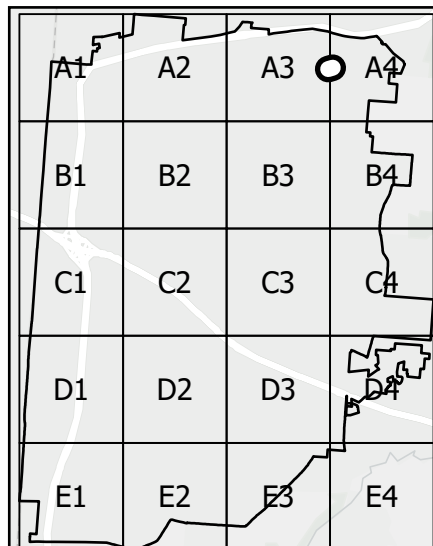 A1 A2 A3 A4
B1 B2 B3 B4
C1 C2 C3 C4
D1 D2 D3 D4
E1 E2 E3 E4